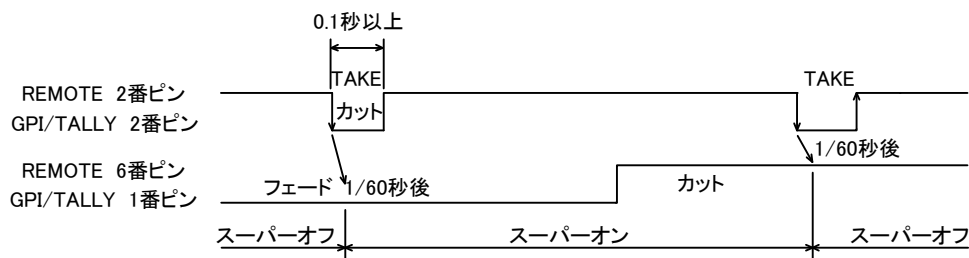 0.1秒以上
TAKE
TAKE
REMOTE 2番ピン
カット
GPI/TALLY 2番ピン
1/60秒後
REMOTE 6番ピン
フェード 1/60秒後
カット
GPI/TALLY 1番ピン
スーパーオフ
スーパーオン
スーパーオフ